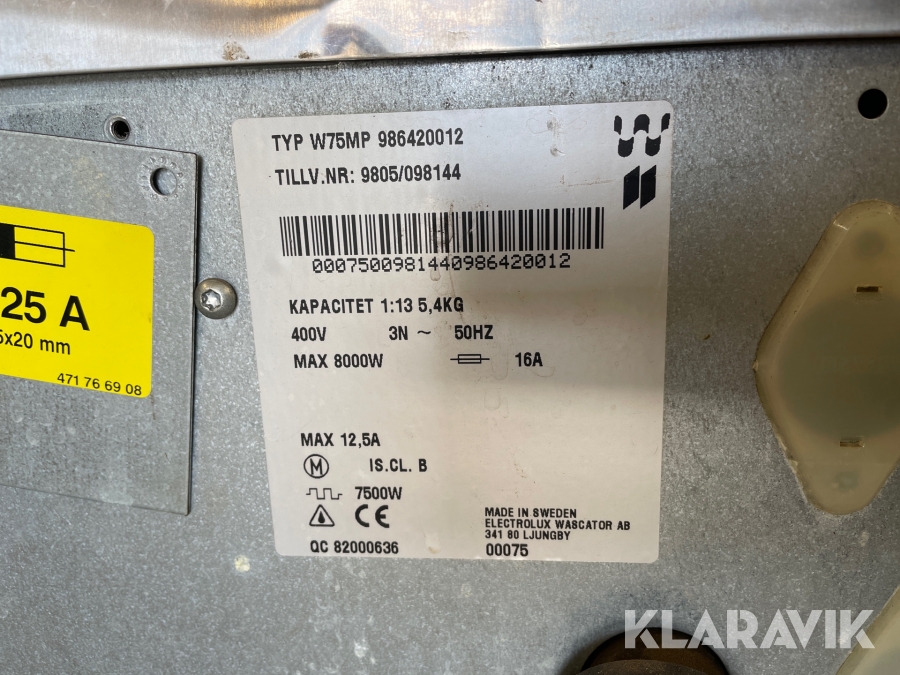 TYP W75MP 986420012
TILLV.NR: 9805/098144
0007500981440986420012
KAPACITET 1:13 5,4KG
400V 3N ~ 50HZ
MAX 8000W 16A
MAX 12,5A
M IS.CL. B
7500W
CE
QC 82000636
MADE IN SWEDEN
ELECTROLUX WASCATOR AB
341 80 LJUNGBY
00075
25 A
x20 mm
471 76 69 08
KLARAVIK